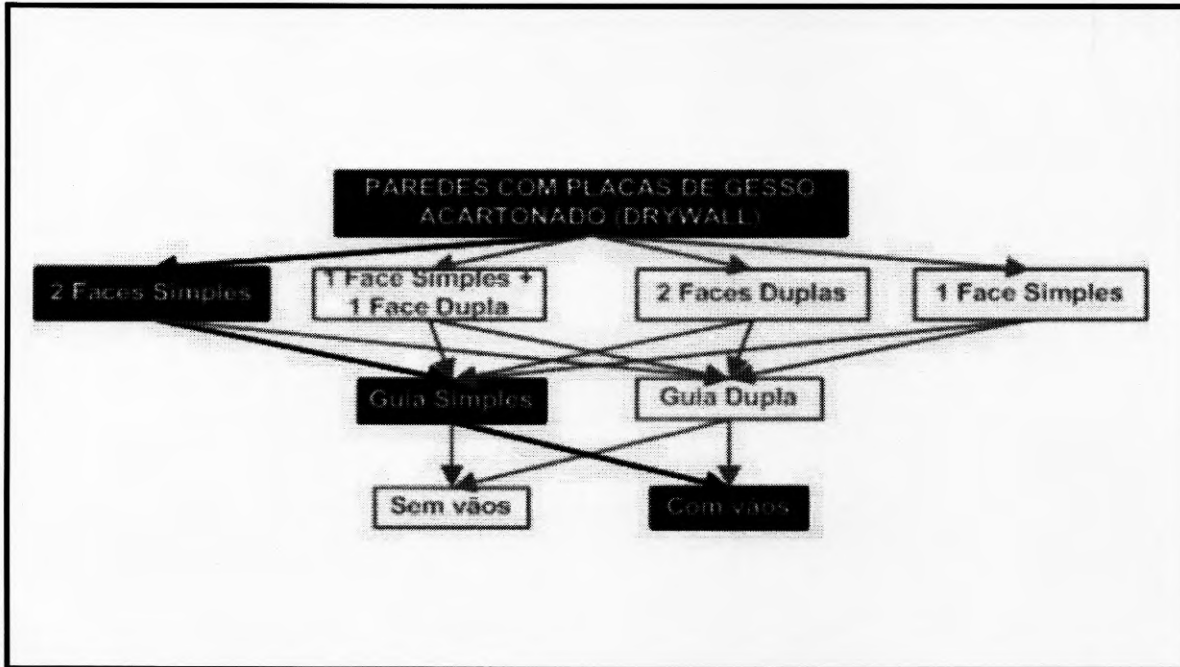 PAREDES COM PLACAS DE GESSO
ACARTONADO (DRYWALL)
2 Faces Simples
1 Face Simples +
1 Face Dupla
2 Faces Duplas
1 Face Simples
Guia Simples
Guia Dupla
Sem vãos
Com vãos